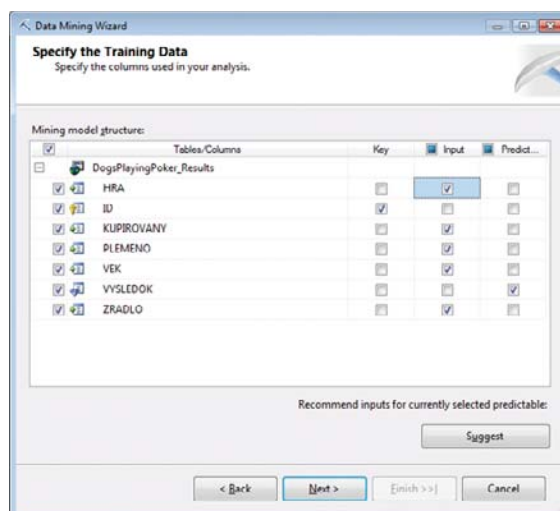 Data Mining Wizard
Specify the Training Data
Specify the columns used in your analysis.
Mining model structure:
Tables/Columns Key Input Predict...
DogsPlayingPoker_Results
HRA
ID
KUPIROVANY
PLEMENO
VEK
VYSLEDOK
ZRADLO
Recommend inputs for currently selected predictable:
Suggest
< Back Next > Finish >>| Cancel